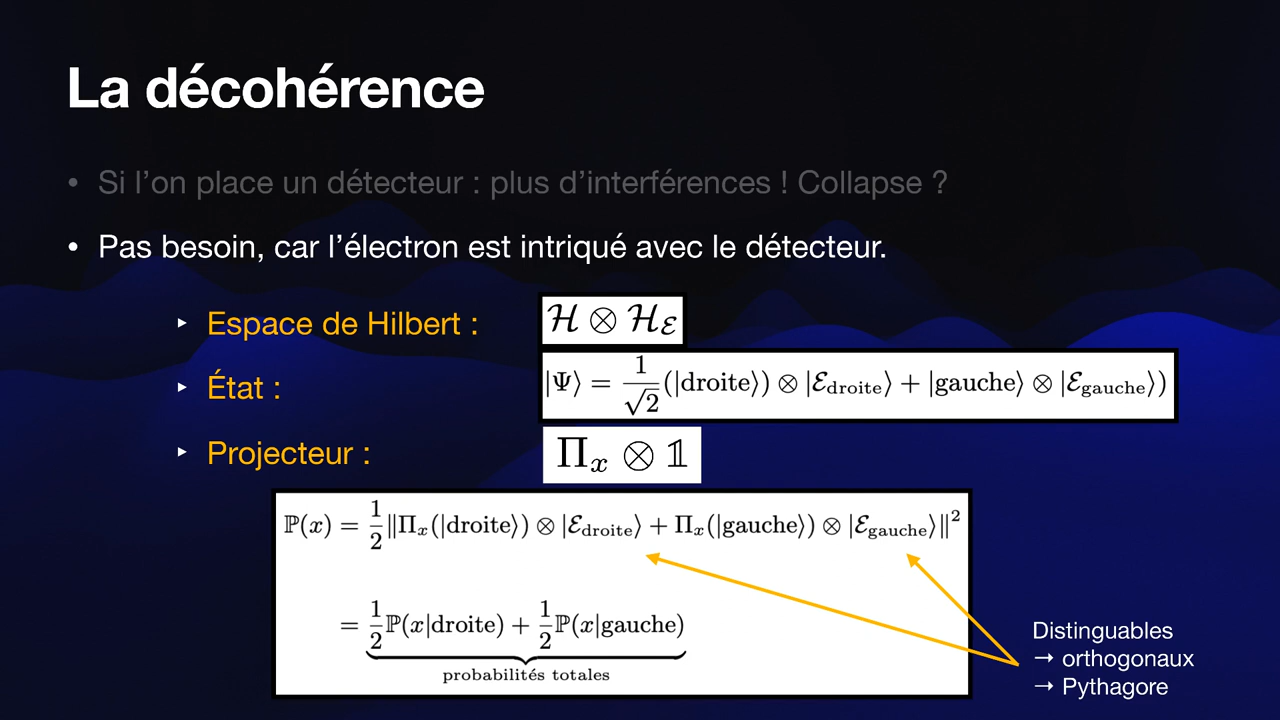 La décohérence
• Si l’on place un détecteur : plus d’interférences ! Collapse ?
• Pas besoin, car l’électron est intriqué avec le détecteur.
‣ Espace de Hilbert : ℋ ⊗ ℋ_ℰ
‣ État : |Ψ⟩ = 1/√2 (|droite⟩) ⊗ |ℰ_droite⟩ + |gauche⟩ ⊗ |ℰ_gauche⟩)
‣ Projecteur : Π_x ⊗ 𝟙
ℙ(x) = 1/2 ‖Π_x(|droite⟩) ⊗ |ℰ_droite⟩ + Π_x(|gauche⟩) ⊗ |ℰ_gauche⟩‖²
= 1/2 ℙ(x|droite) + 1/2 ℙ(x|gauche)
probabilités totales
Distinguables
→ orthogonaux
→ Pythagore